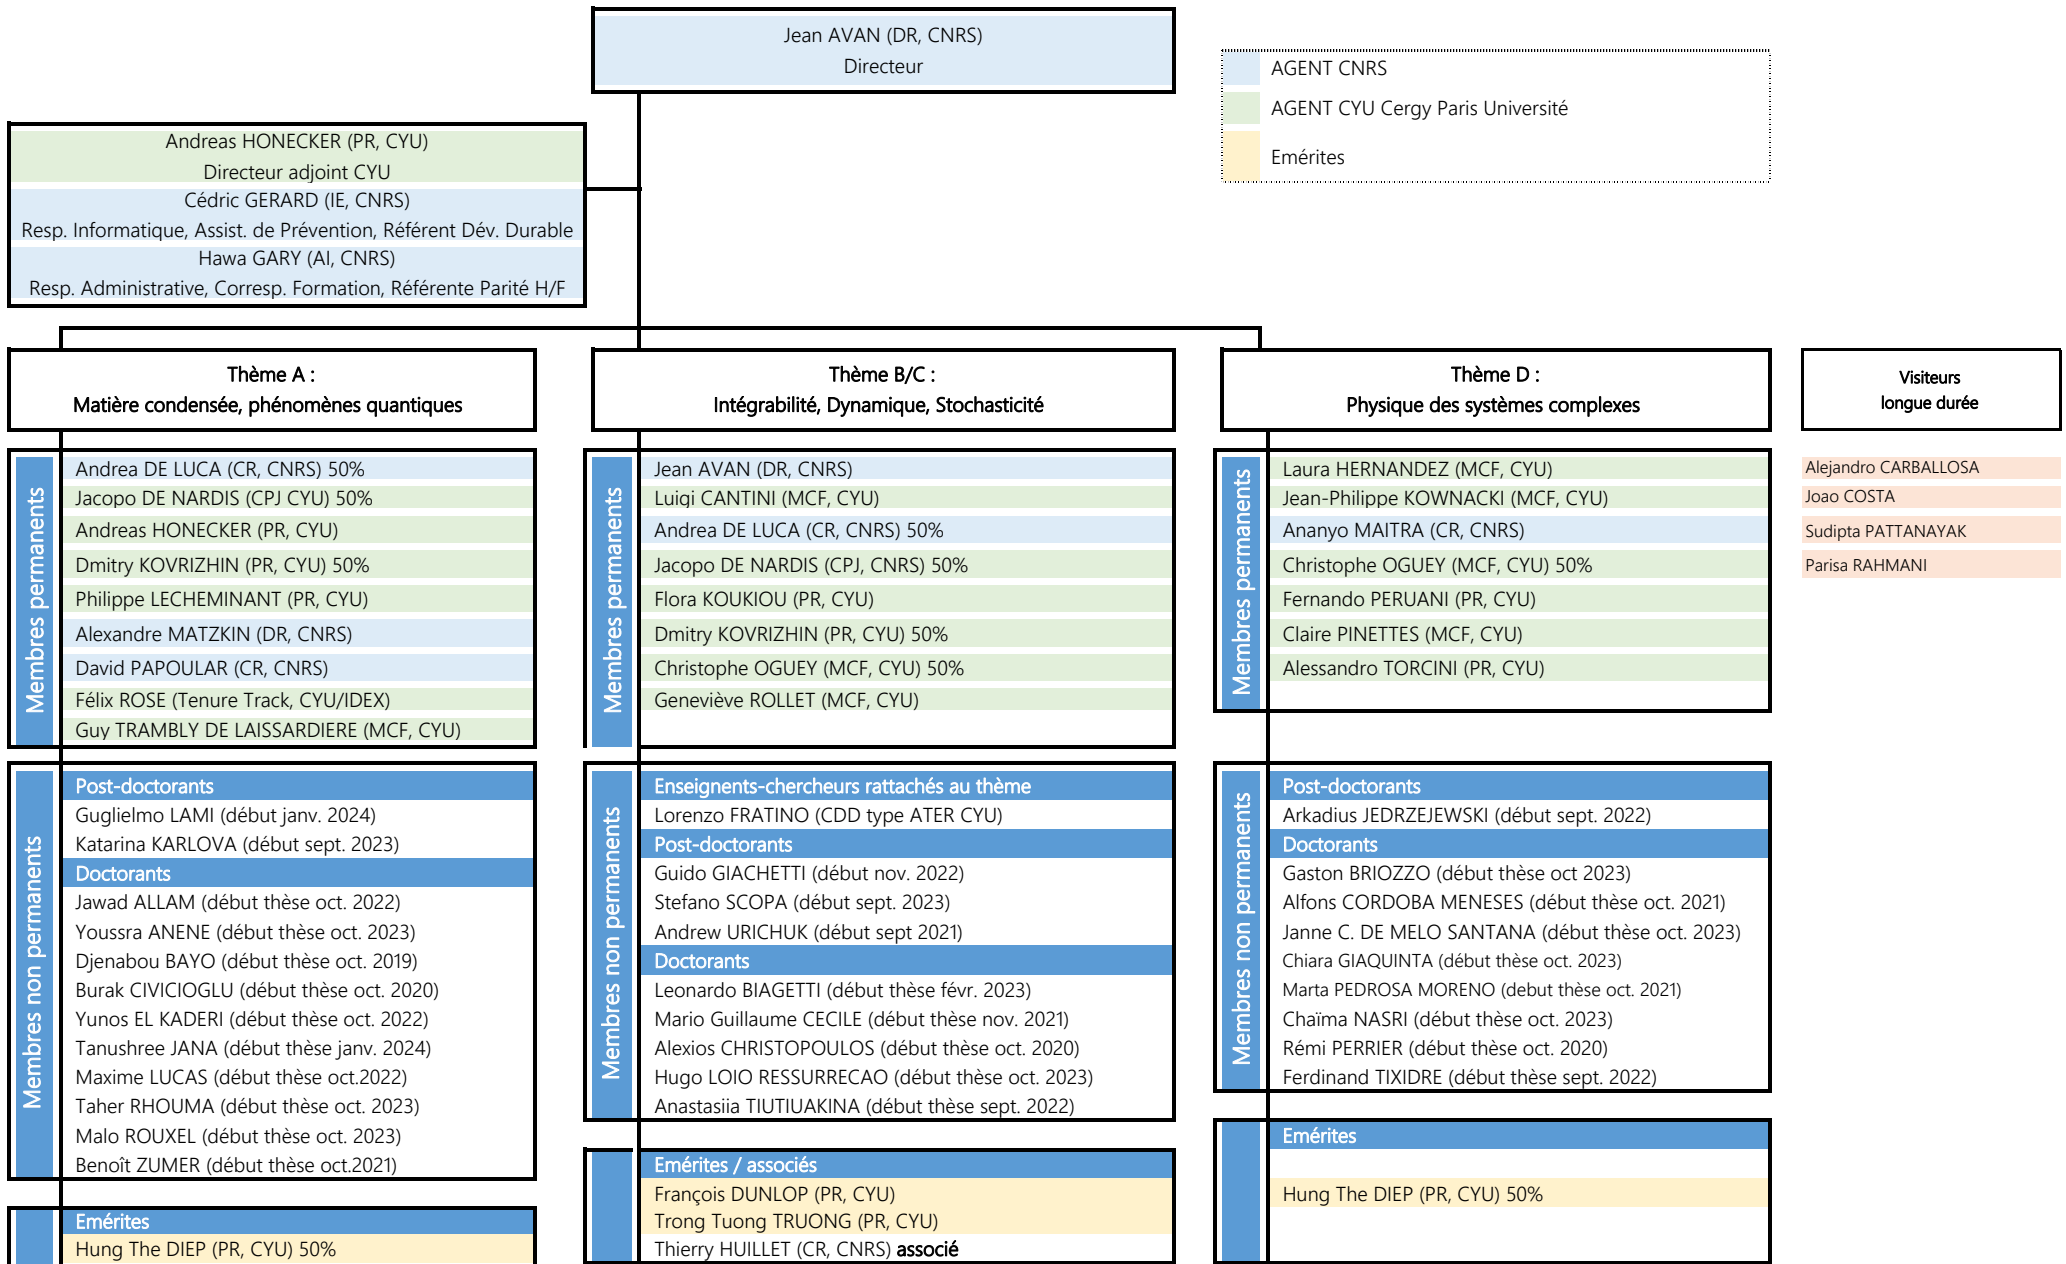 Jean AVAN (DR, CNRS)
Directeur
AGENT CNRS
AGENT CYU Cergy Paris Université
Emérites
Andreas HONECKER (PR, CYU)
Directeur adjoint CYU
Cédric GERARD (IE, CNRS)
Resp. Informatique, Assist. de Prévention, Référent Dév. Durable
Hawa GARY (AI, CNRS)
Resp. Administrative, Corresp. Formation, Référente Parité H/F
Thème A :
Matière condensée, phénomènes quantiques
Membres permanents
Andrea DE LUCA (CR, CNRS) 50%
Jacopo DE NARDIS (CPJ CYU) 50%
Andreas HONECKER (PR, CYU)
Dmitry KOVRIZHIN (PR, CYU) 50%
Philippe LECHEMINANT (PR, CYU)
Alexandre MATZKIN (DR, CNRS)
David PAPOULAR (CR, CNRS)
Félix ROSE (Tenure Track, CYU/IDEX)
Guy TRAMBLY DE LAISSARDIERE (MCF, CYU)
Membres non permanents
Post-doctorants
Guglielmo LAMI (début janv. 2024)
Katarina KARLOVA (début sept. 2023)
Doctorants
Jawad ALLAM (début thèse oct. 2022)
Youssra ANENE (début thèse oct. 2023)
Djenabou BAYO (début thèse oct. 2019)
Burak CIVICIOGLU (début thèse oct. 2020)
Yunos EL KADERI (début thèse oct. 2022)
Tanushree JANA (début thèse janv. 2024)
Maxime LUCAS (début thèse oct.2022)
Taher RHOUMA (début thèse oct. 2023)
Malo ROUXEL (début thèse oct. 2023)
Benoît ZUMER (début thèse oct.2021)
Emérites
Hung The DIEP (PR, CYU) 50%
Thème B/C :
Intégrabilité, Dynamique, Stochasticité
Membres permanents
Jean AVAN (DR, CNRS)
Luigi CANTINI (MCF, CYU)
Andrea DE LUCA (CR, CNRS) 50%
Jacopo DE NARDIS (CPJ, CNRS) 50%
Flora KOUKIOU (PR, CYU)
Dmitry KOVRIZHIN (PR, CYU) 50%
Christophe OGUEY (MCF, CYU) 50%
Geneviève ROLLET (MCF, CYU)
Membres non permanents
Enseignents-chercheurs rattachés au thème
Lorenzo FRATINO (CDD type ATER CYU)
Post-doctorants
Guido GIACHETTI (début nov. 2022)
Stefano SCOPA (début sept. 2023)
Andrew URICHUK (début sept 2021)
Doctorants
Leonardo BIAGETTI (début thèse févr. 2023)
Mario Guillaume CECILE (début thèse nov. 2021)
Alexios CHRISTOPOULOS (début thèse oct. 2020)
Hugo LOIO RESSURRECAO (début thèse oct. 2023)
Anastasiia TIUTIUAKINA (début thèse sept. 2022)
Emérites / associés
François DUNLOP (PR, CYU)
Trong Tuong TRUONG (PR, CYU)
Thierry HUILLET (CR, CNRS) associé
Thème D :
Physique des systèmes complexes
Membres permanents
Laura HERNANDEZ (MCF, CYU)
Jean-Philippe KOWNACKI (MCF, CYU)
Ananyo MAITRA (CR, CNRS)
Christophe OGUEY (MCF, CYU) 50%
Fernando PERUANI (PR, CYU)
Claire PINETTES (MCF, CYU)
Alessandro TORCINI (PR, CYU)
Membres non permanents
Post-doctorants
Arkadius JEDRZEJEWSKI (début sept. 2022)
Doctorants
Gaston BRIOZZO (début thèse oct 2023)
Alfons CORDOBA MENESES (début thèse oct. 2021)
Janne C. DE MELO SANTANA (début thèse oct. 2023)
Chiara GIAQUINTA (début thèse oct. 2023)
Marta PEDROSA MORENO (debut thèse oct. 2021)
Chaïma NASRI (début thèse oct. 2023)
Rémi PERRIER (début thèse oct. 2020)
Ferdinand TIXIDRE (début thèse sept. 2022)
Emérites
Hung The DIEP (PR, CYU) 50%
Visiteurs
longue durée
Alejandro CARBALLOSA
Joao COSTA
Sudipta PATTANAYAK
Parisa RAHMANI